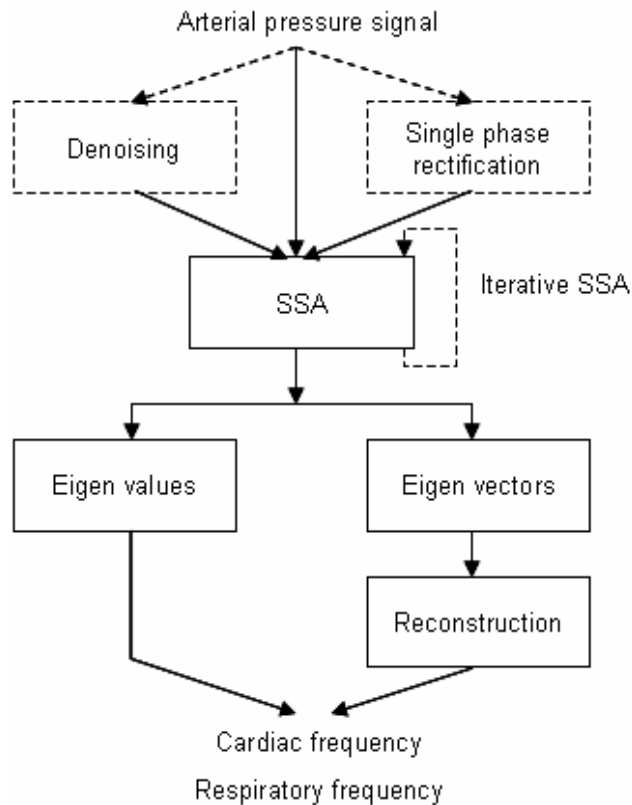 Arterial pressure signal
Denoising
Single phase
rectification
SSA
Iterative SSA
Eigen values
Eigen vectors
Reconstruction
Cardiac frequency
Respiratory frequency